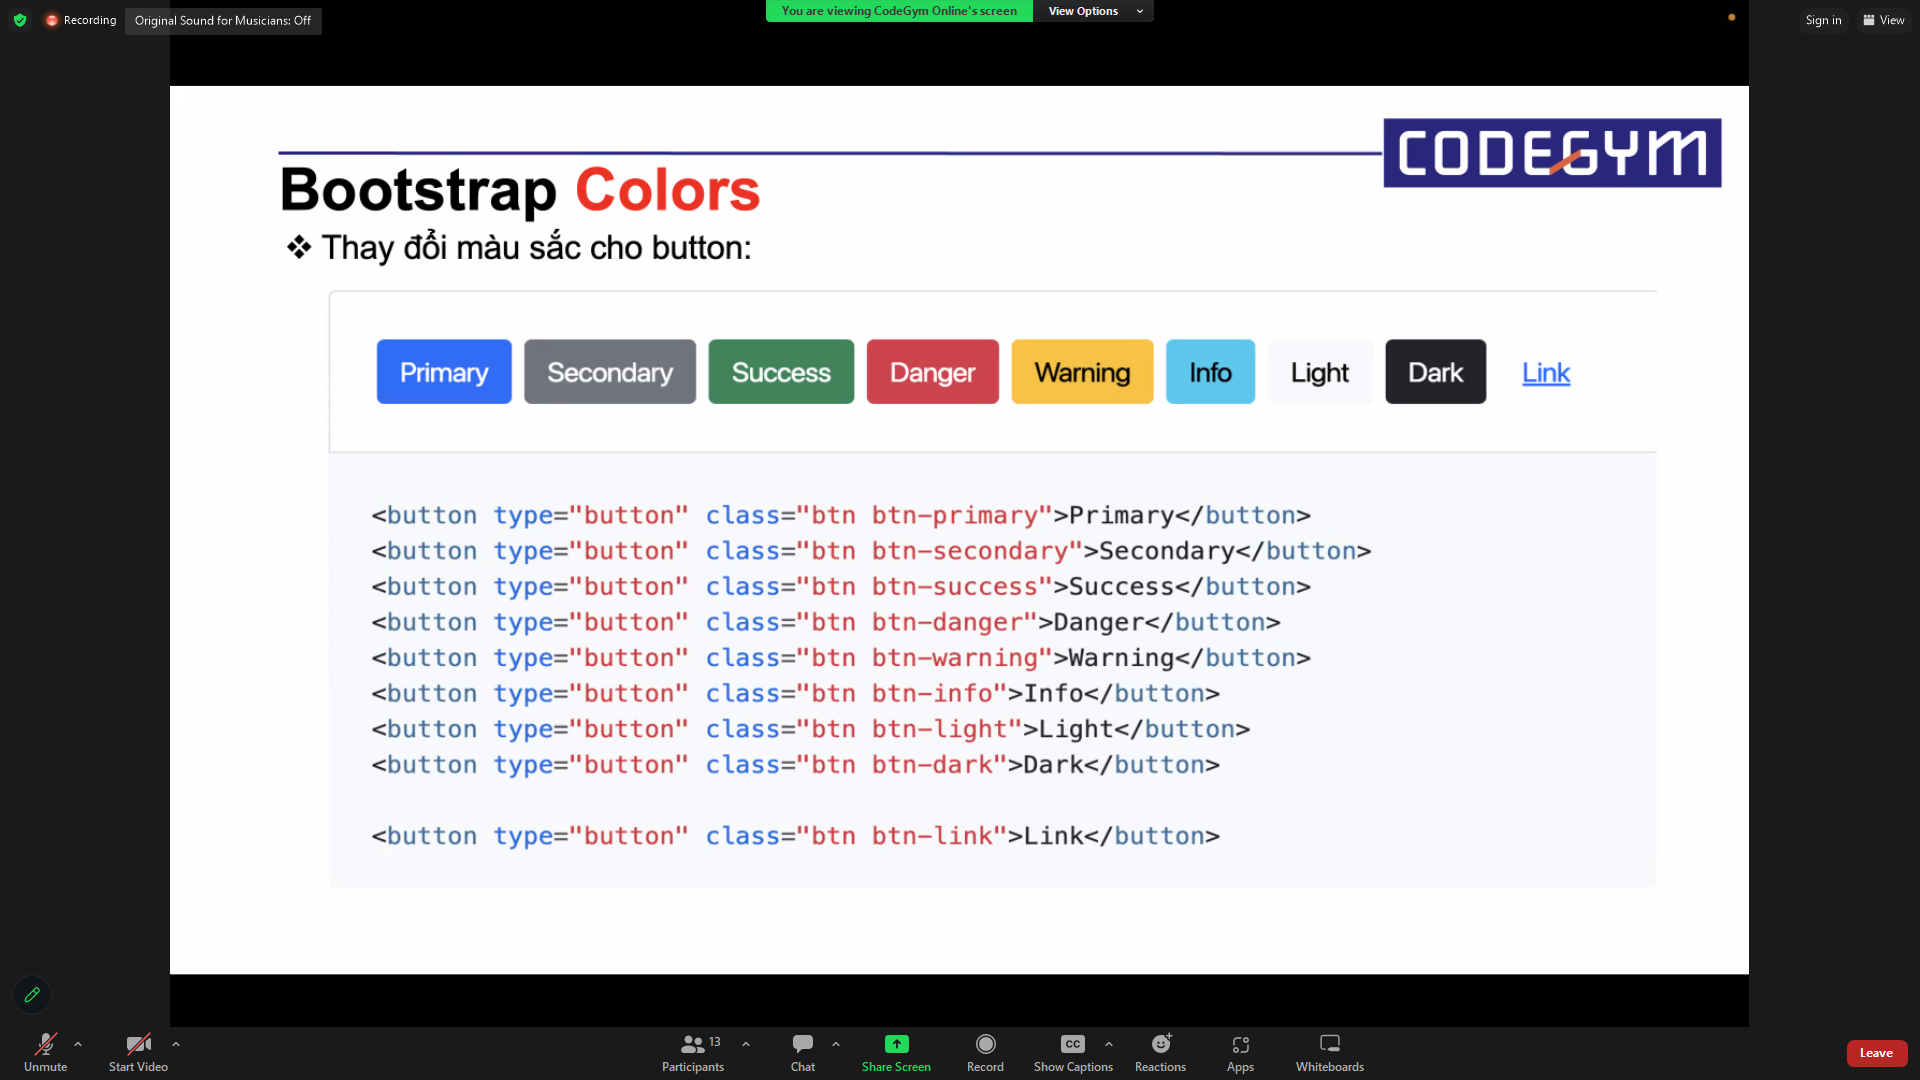 Recording
Original Sound for Musicians: Off
You are viewing CodeGym Online's screen
View Options
Sign in
View
CODEGYM
Bootstrap Colors
❖ Thay đổi màu sắc cho button:
Primary Secondary Success Danger Warning Info Light Dark Link
<button type="button" class="btn btn-primary">Primary</button>
<button type="button" class="btn btn-secondary">Secondary</button>
<button type="button" class="btn btn-success">Success</button>
<button type="button" class="btn btn-danger">Danger</button>
<button type="button" class="btn btn-warning">Warning</button>
<button type="button" class="btn btn-info">Info</button>
<button type="button" class="btn btn-light">Light</button>
<button type="button" class="btn btn-dark">Dark</button>
<button type="button" class="btn btn-link">Link</button>
Unmute
Start Video
13
Participants
Chat
Share Screen
Record
CC
Show Captions
Reactions
Apps
Whiteboards
Leave